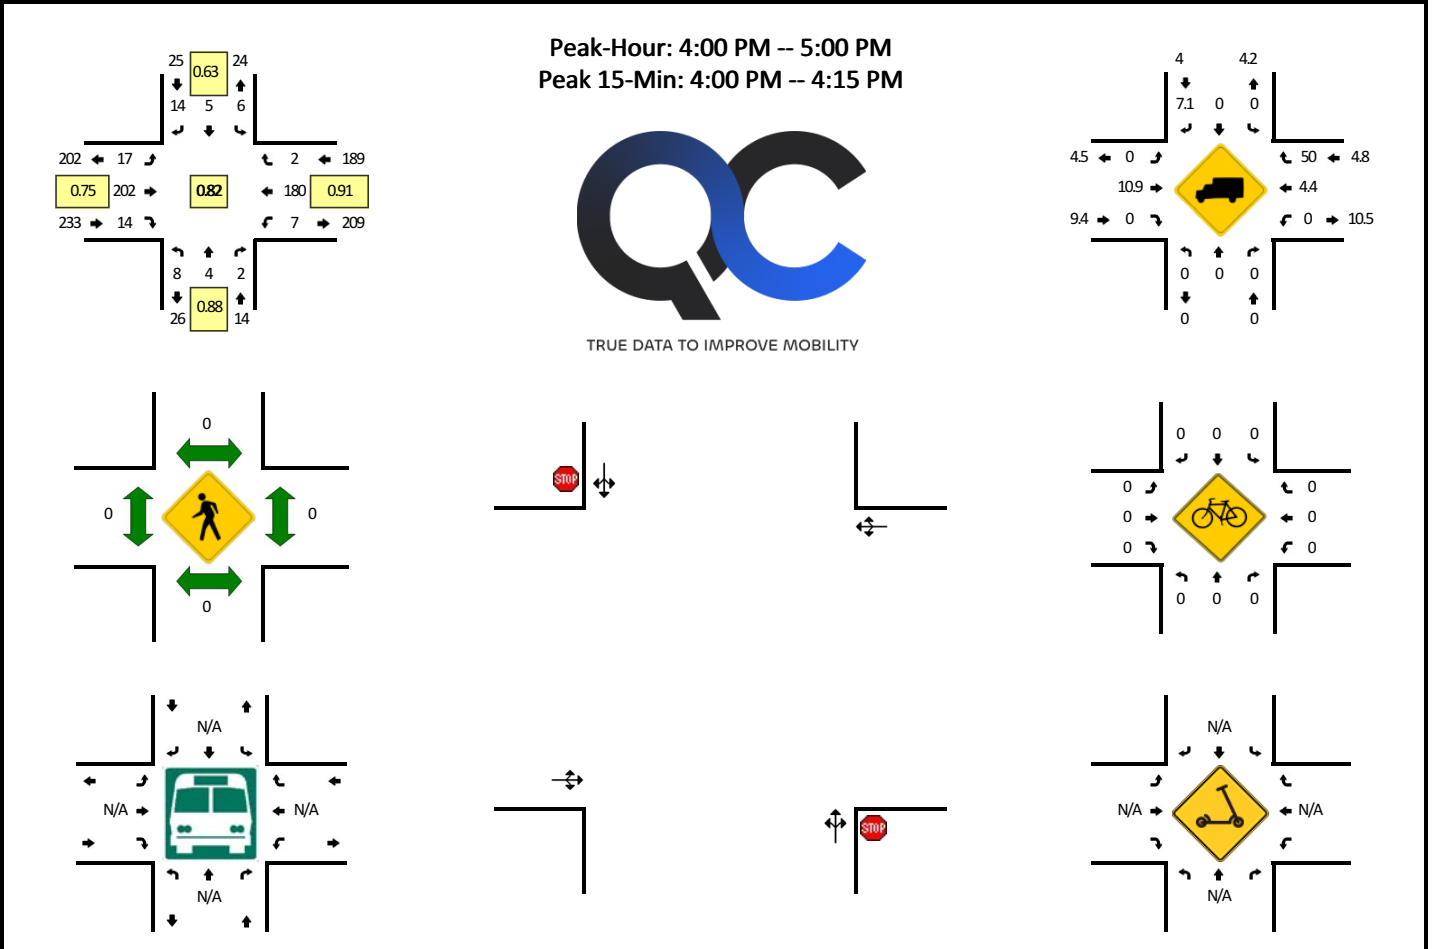 Peak-Hour: 4:00 PM -- 5:00 PM
Peak 15-Min: 4:00 PM -- 4:15 PM
25 0.63 24
14 5 6
202 17 2 189
0.75 202 0.82 180 0.91
233 14 7 209
8 4 2
26 0.88 14
TRUE DATA TO IMPROVE MOBILITY
4 4.2
7.1 0 0
4.5 0 50 4.8
10.9 4.4
9.4 0 0 10.5
0 0 0
0 0
0
0 0
0
STOP
STOP
0 0 0
0 0
0 0
0 0
0 0 0
N/A
N/A N/A
N/A
N/A
N/A N/A
N/A